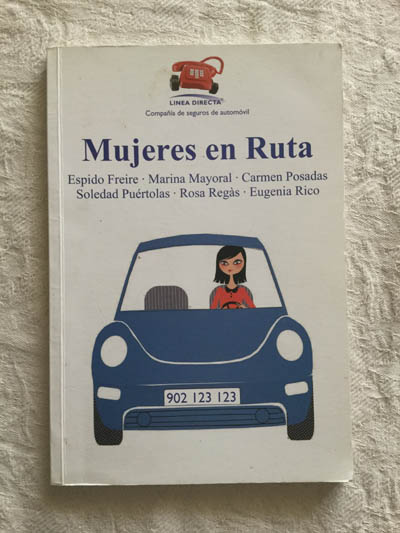 LINEA DIRECTA
Compañía de seguros de automóvil
Mujeres en Ruta
Espido Freire · Marina Mayoral · Carmen Posadas
Soledad Puértolas · Rosa Regàs · Eugenia Rico
902 123 123